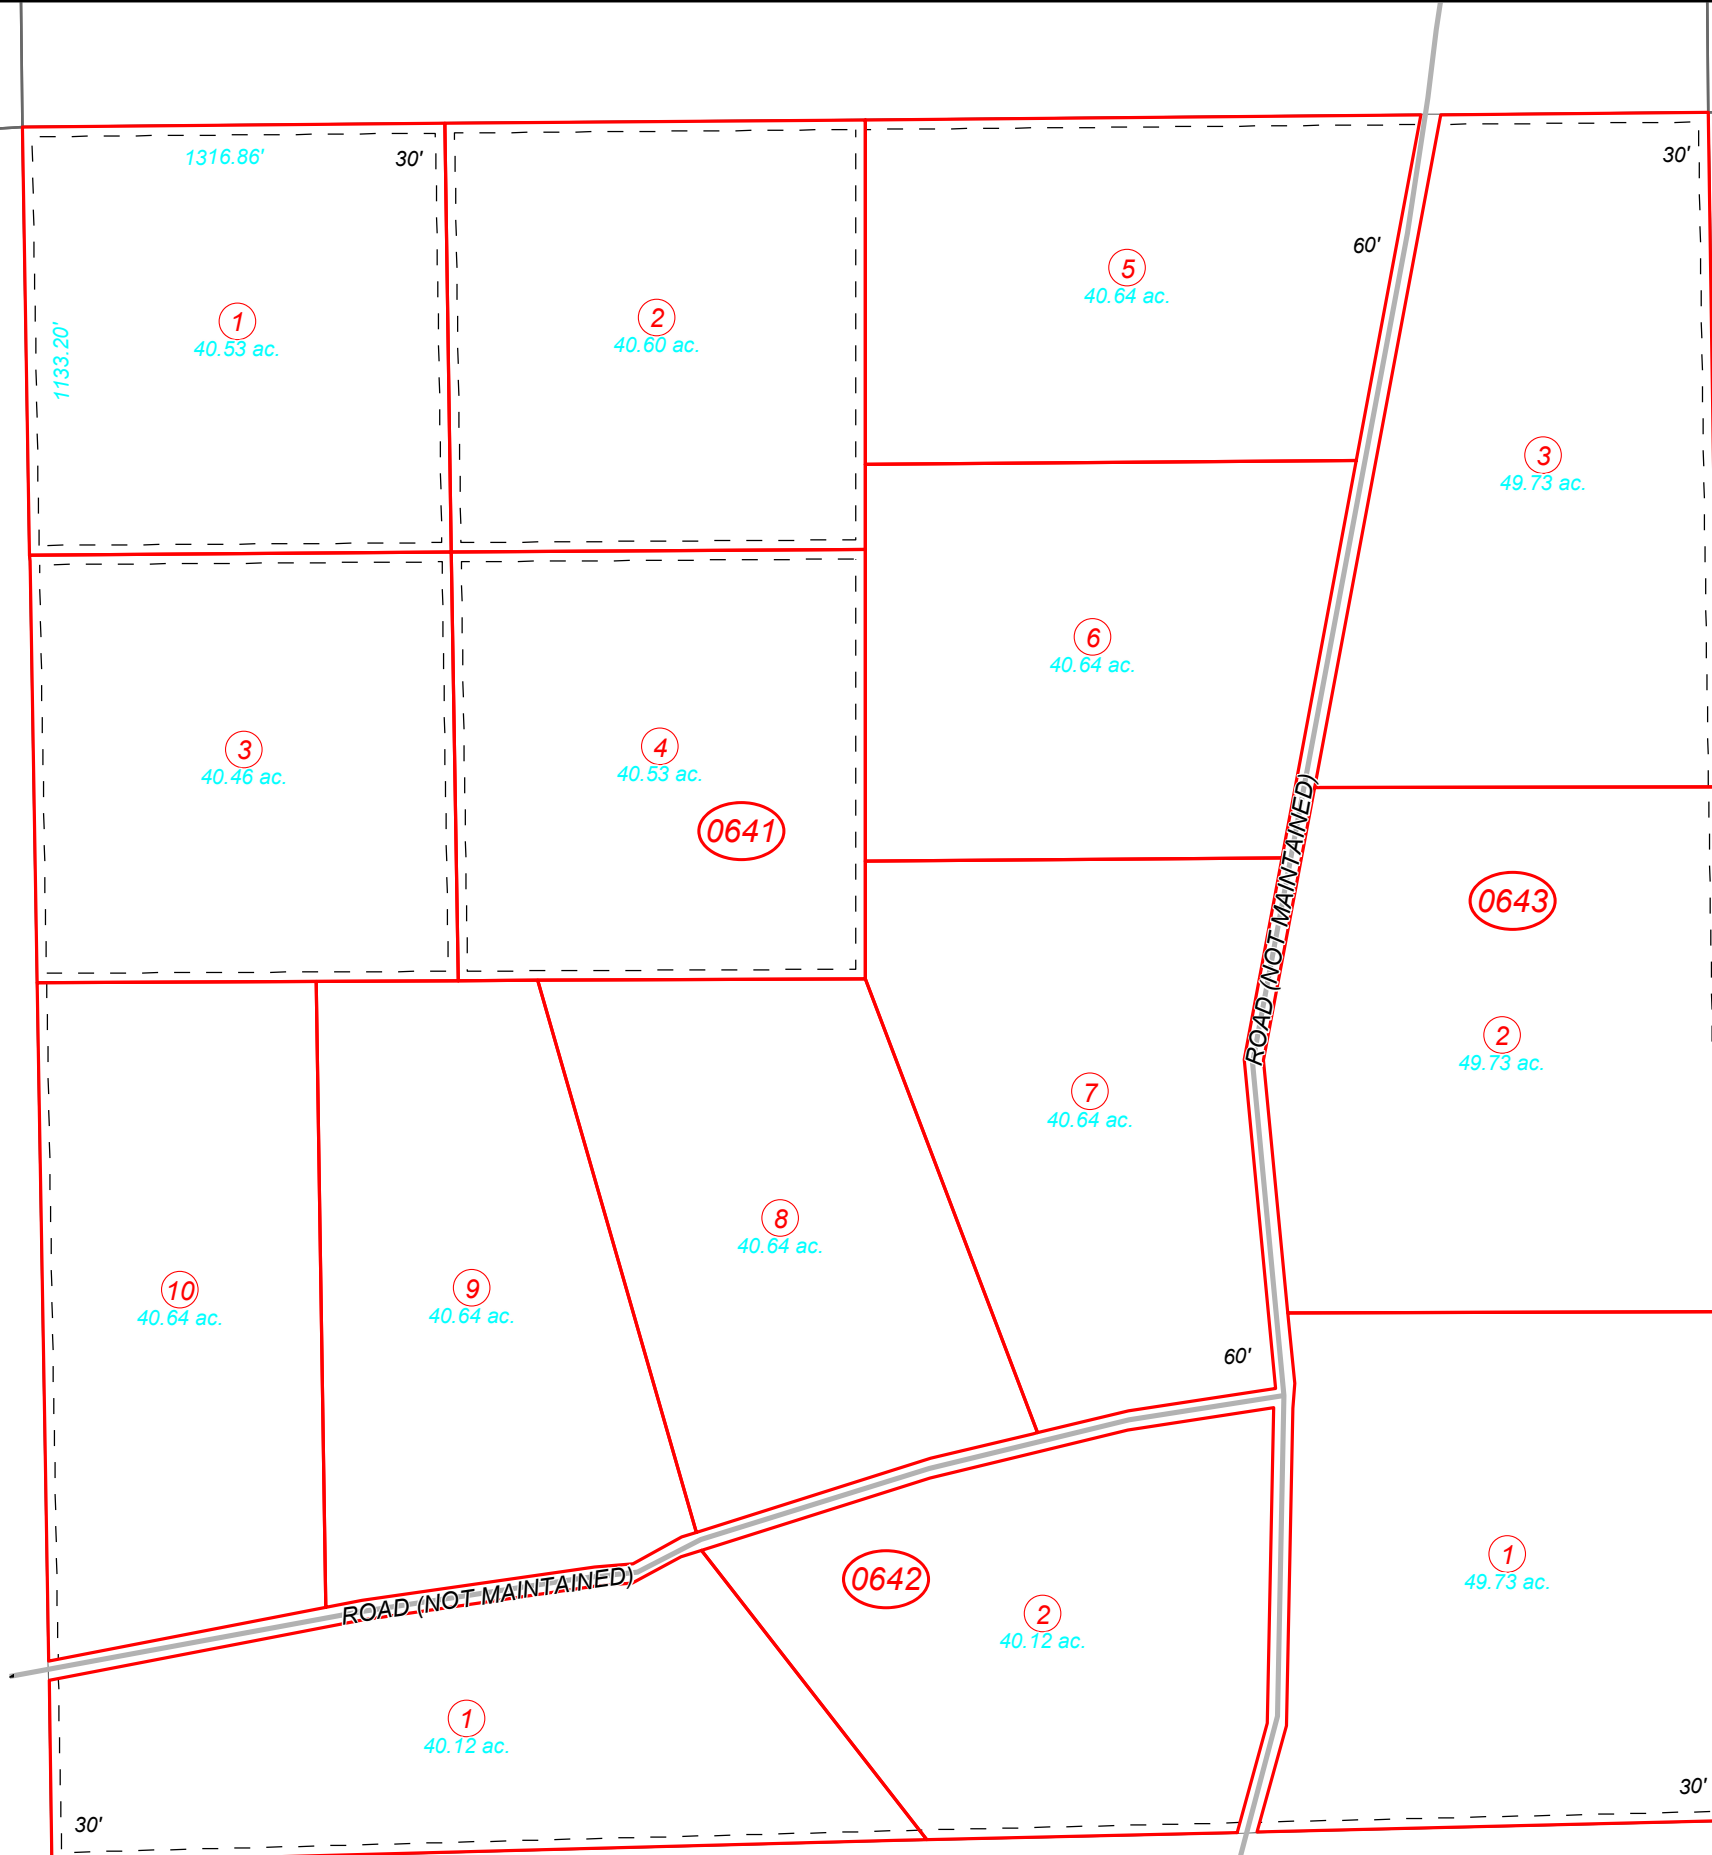 1316.86'
30'
30'
60'
5
40.64 ac.
1
40.53 ac.
2
40.60 ac.
1133.20'
3
49.73 ac.
6
40.64 ac.
3
40.46 ac.
4
40.53 ac.
0641
ROAD (NOT MAINTAINED)
0643
2
49.73 ac.
7
40.64 ac.
8
40.64 ac.
10
40.64 ac.
9
40.64 ac.
60'
ROAD (NOT MAINTAINED)
0642
1
49.73 ac.
2
40.12 ac.
1
40.12 ac.
30'
30'